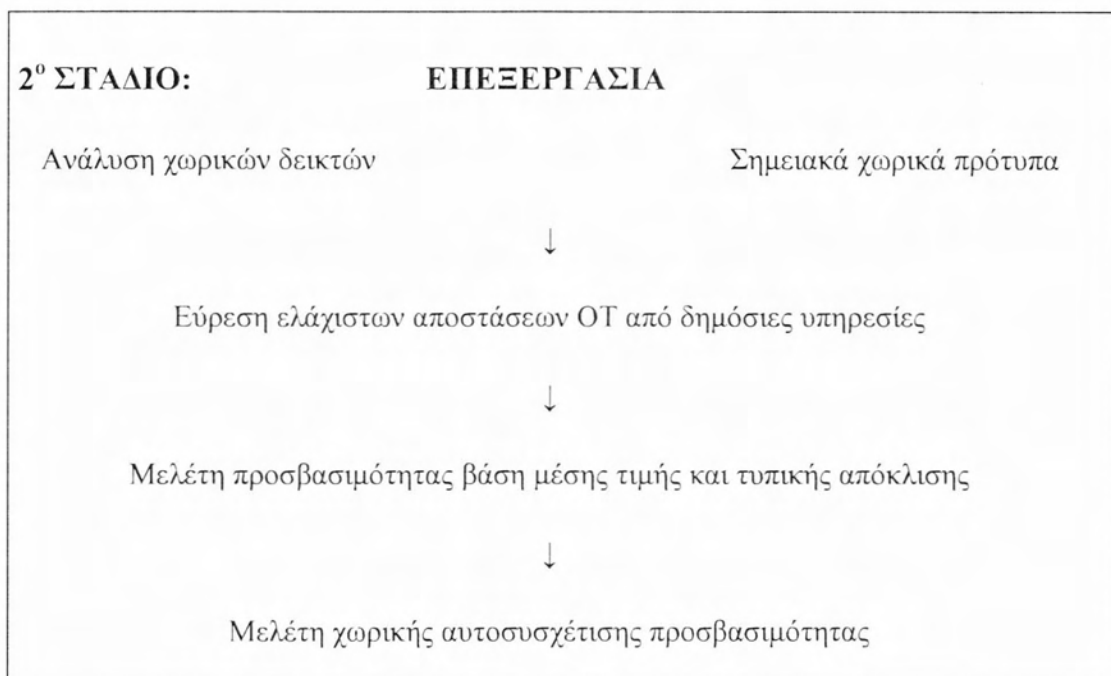 2ο ΣΤΑΔΙΟ: ΕΠΕΞΕΡΓΑΣΙΑ
Ανάλυση χωρικών δεικτών Σημειακά χωρικά πρότυπα
↓
Εύρεση ελάχιστων αποστάσεων ΟΤ από δημόσιες υπηρεσίες
↓
Μελέτη προσβασιμότητας βάση μέσης τιμής και τυπικής απόκλισης
↓
Μελέτη χωρικής αυτοσυσχέτισης προσβασιμότητας